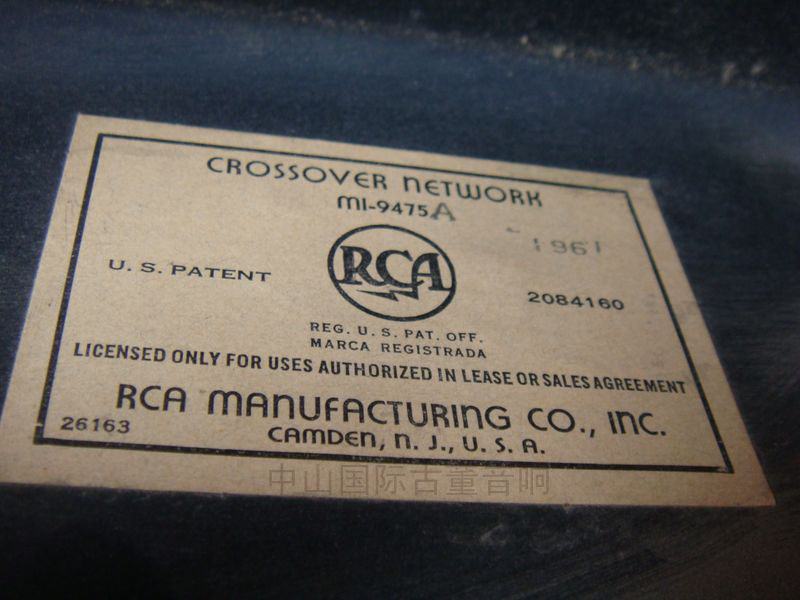 CROSSOVER NETWORK
MI-9475A
1961
U. S. PATENT
RCA
2084160
REG. U. S. PAT. OFF.
MARCA REGISTRADA
LICENSED ONLY FOR USES AUTHORIZED IN LEASE OR SALES AGREEMENT
RCA MANUFACTURING CO., INC.
26163
CAMDEN, N. J., U. S. A.
中山国际古董音响